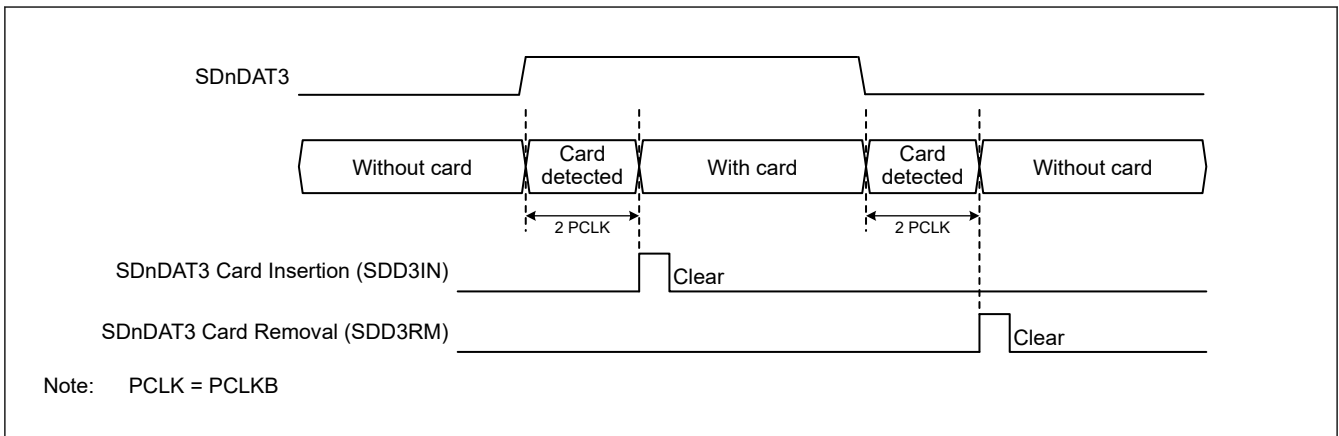 SDnDAT3
Without card
Card
detected
With card
Card
detected
Without card
2 PCLK
2 PCLK
SDnDAT3 Card Insertion (SDD3IN)
Clear
SDnDAT3 Card Removal (SDD3RM)
Clear
Note: PCLK = PCLKB